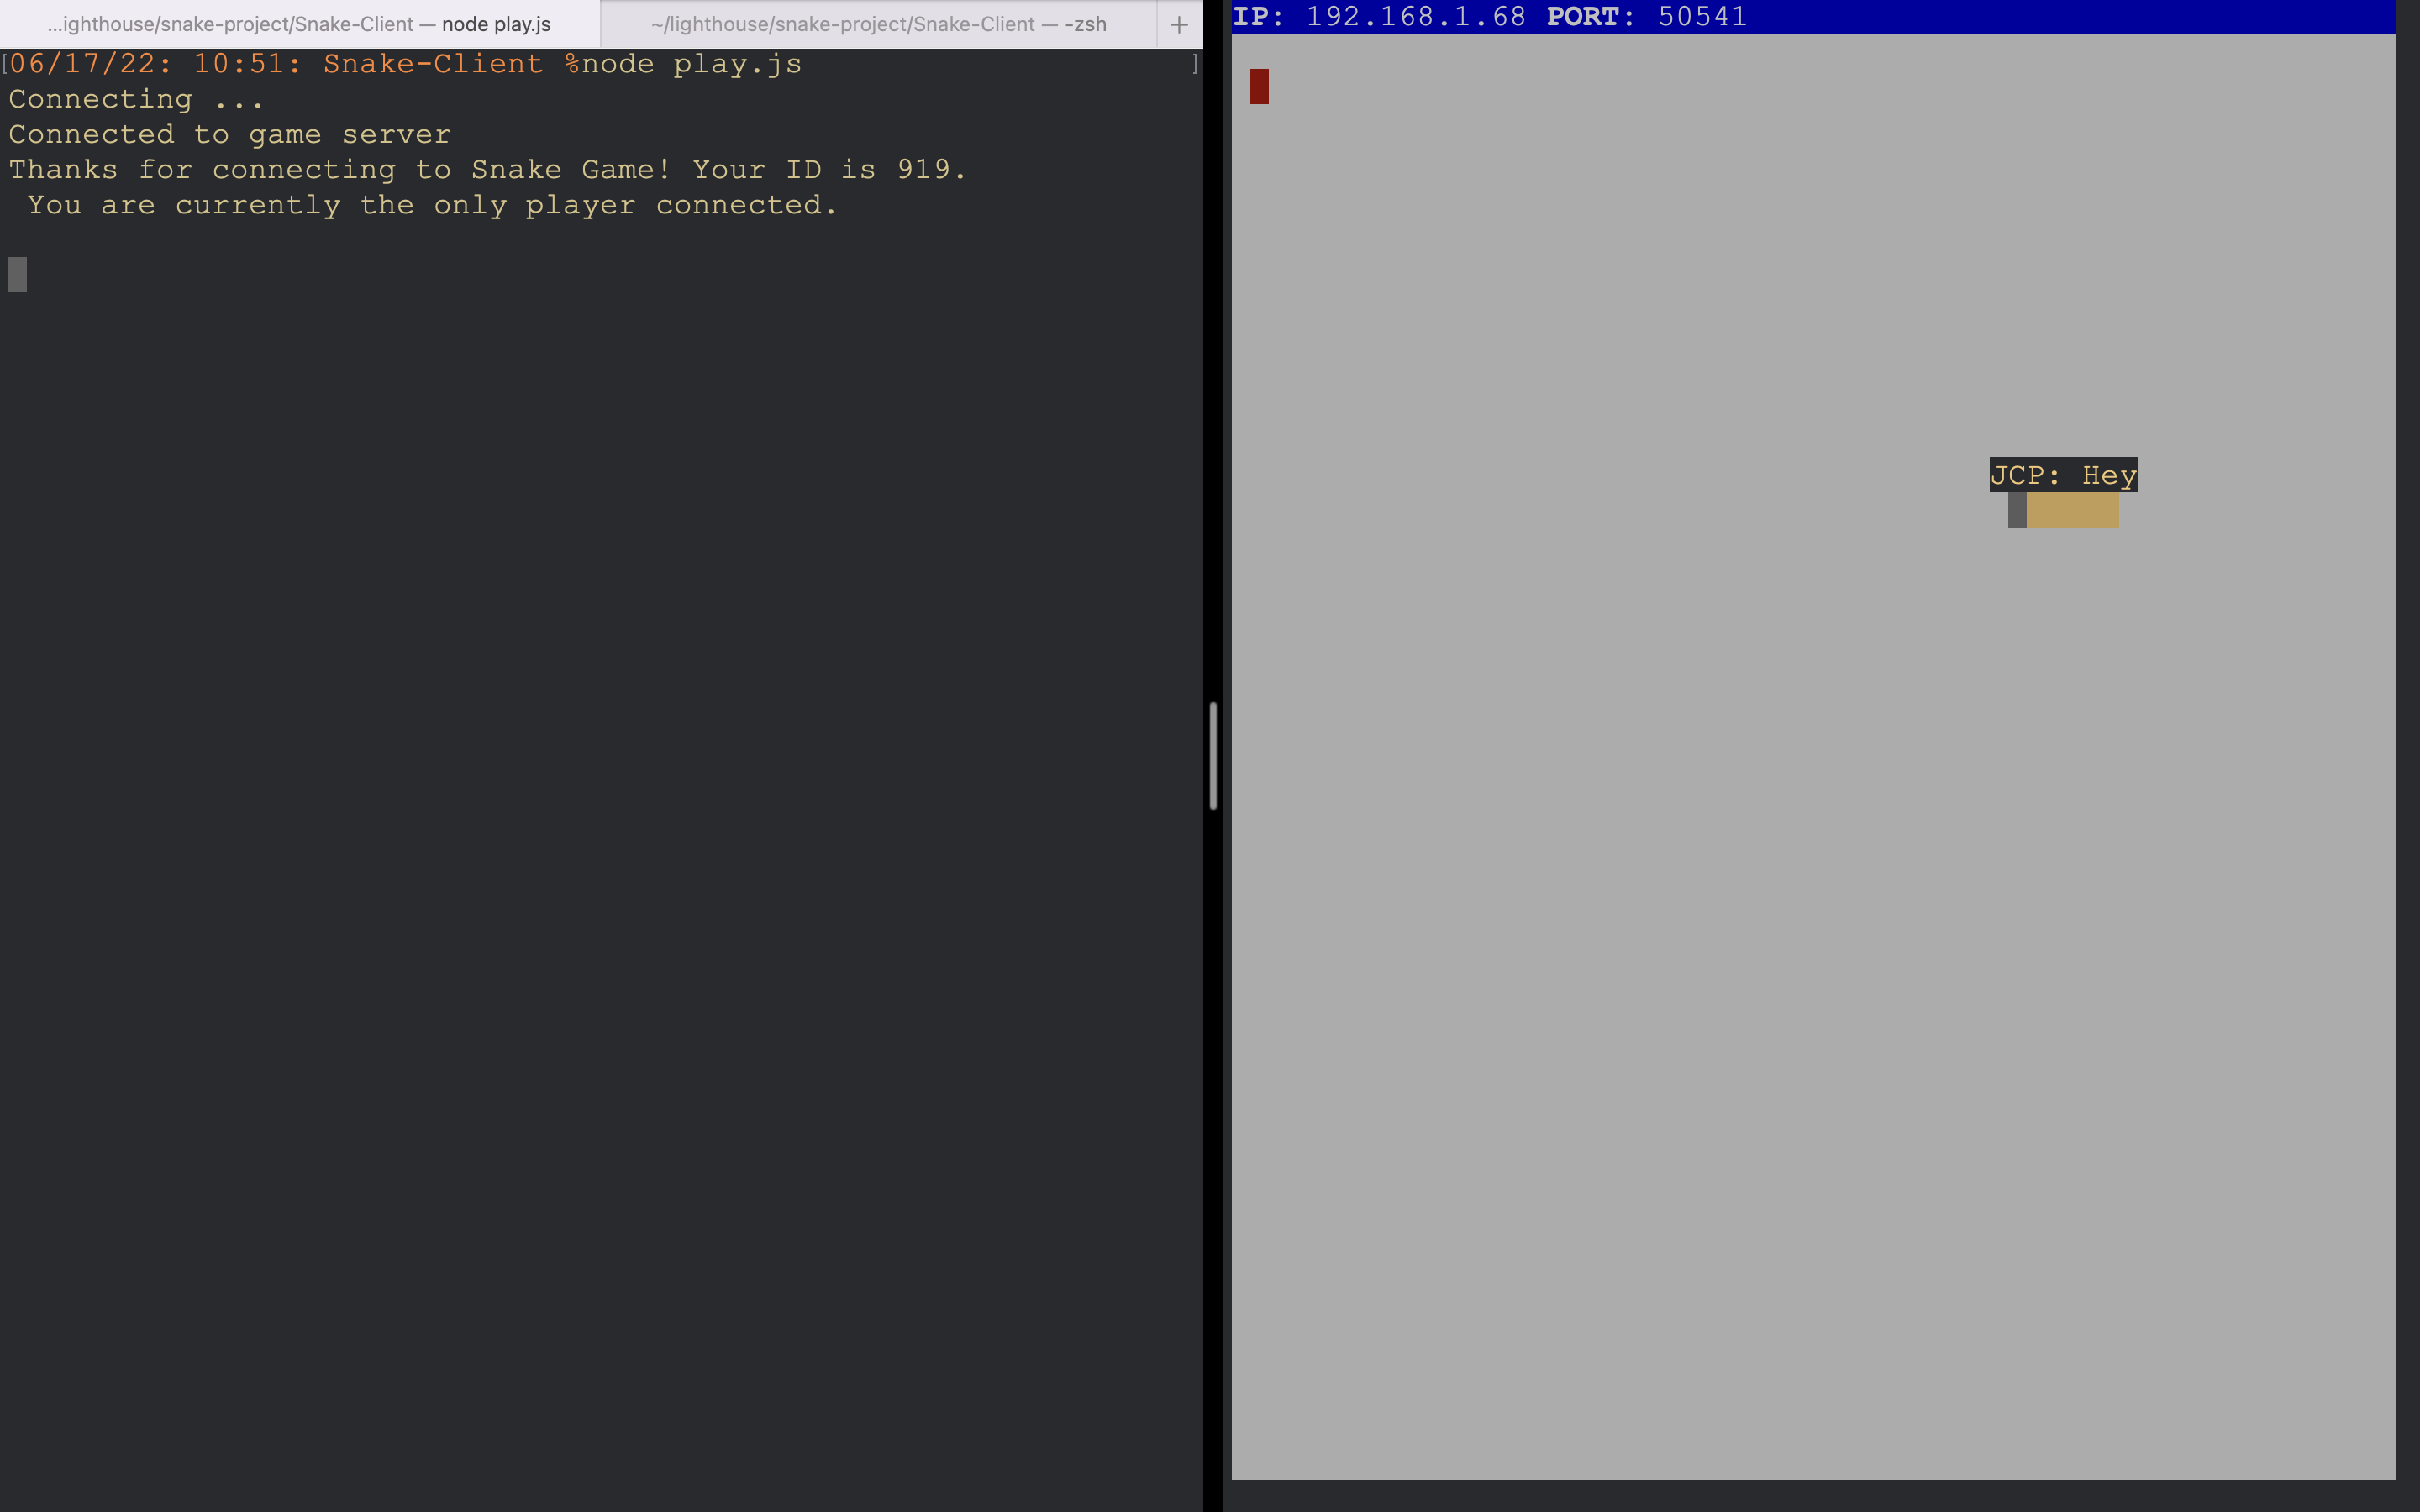 ...ighthouse/snake-project/Snake-Client — node play.js
~/lighthouse/snake-project/Snake-Client — -zsh
+
[06/17/22: 10:51: Snake-Client %node play.js ]
Connecting ...
Connected to game server
Thanks for connecting to Snake Game! Your ID is 919.
You are currently the only player connected.
IP: 192.168.1.68 PORT: 50541
JCP: Hey